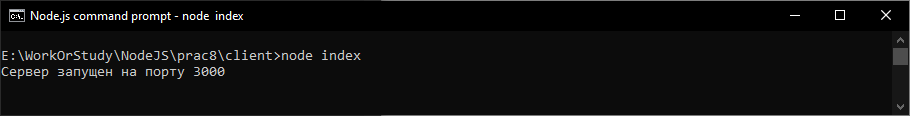 Node.js command prompt - node index
E:\WorkOrStudy\NodeJS\prac8\client>node index
Сервер запущен на порту 3000